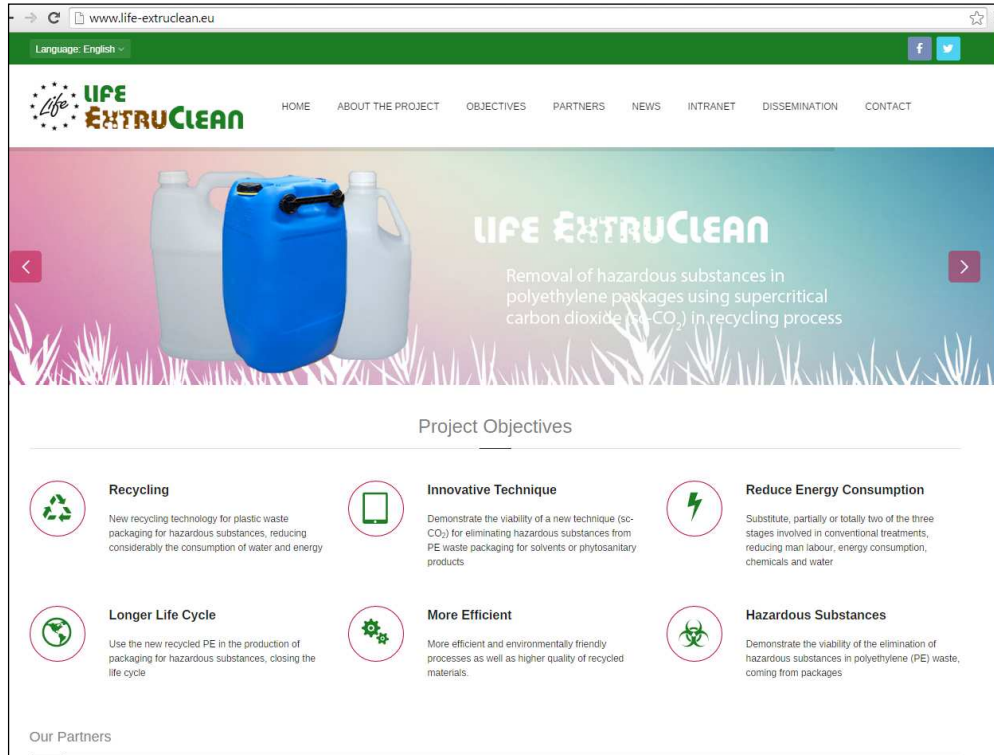 www.life-extruclean.eu
Language: English
f
life
LIFE
EXTRUCLEAN
HOME ABOUT THE PROJECT OBJECTIVES PARTNERS NEWS INTRANET DISSEMINATION CONTACT
LIFE EXTRUCLEAN
Removal of hazardous substances in
polyethylene packages using supercritical
carbon dioxide (sc-CO₂) in recycling process
Project Objectives
Recycling
New recycling technology for plastic waste
packaging for hazardous substances, reducing
considerably the consumption of water and energy
Innovative Technique
Demonstrate the viability of a new technique (sc-
CO₂) for eliminating hazardous substances from
PE waste packaging for solvents or phytosanitary
products
Reduce Energy Consumption
Substitute, partially or totally two of the three
stages involved in conventional treatments,
reducing man labour, energy consumption,
chemicals and water
Longer Life Cycle
Use the new recycled PE in the production of
packaging for hazardous substances, closing the
life cycle
More Efficient
More efficient and environmentally friendly
processes as well as higher quality of recycled
materials.
Hazardous Substances
Demonstrate the viability of the elimination of
hazardous substances in polyethylene (PE) waste,
coming from packages
Our Partners